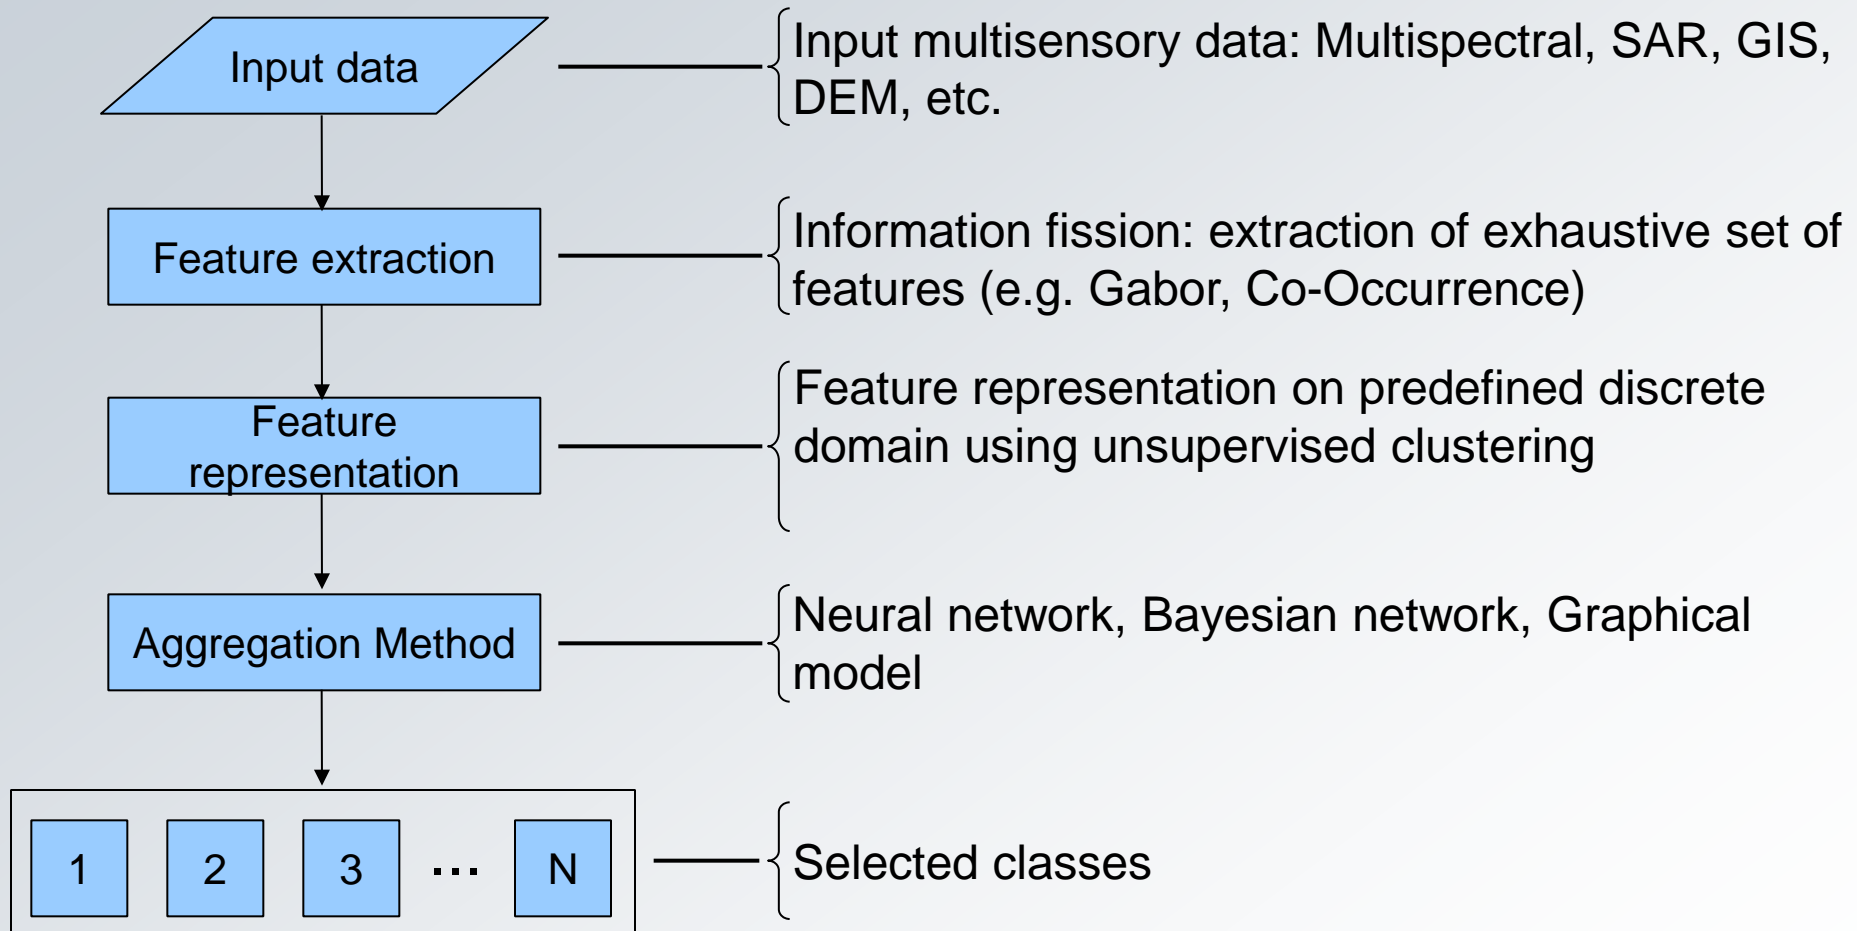 Input data
Input multisensory data: Multispectral, SAR, GIS,
DEM, etc.
Feature extraction
Information fission: extraction of exhaustive set of
features (e.g. Gabor, Co-Occurrence)
Feature
representation
Feature representation on predefined discrete
domain using unsupervised clustering
Aggregation Method
Neural network, Bayesian network, Graphical
model
1 2 3 ... N
Selected classes